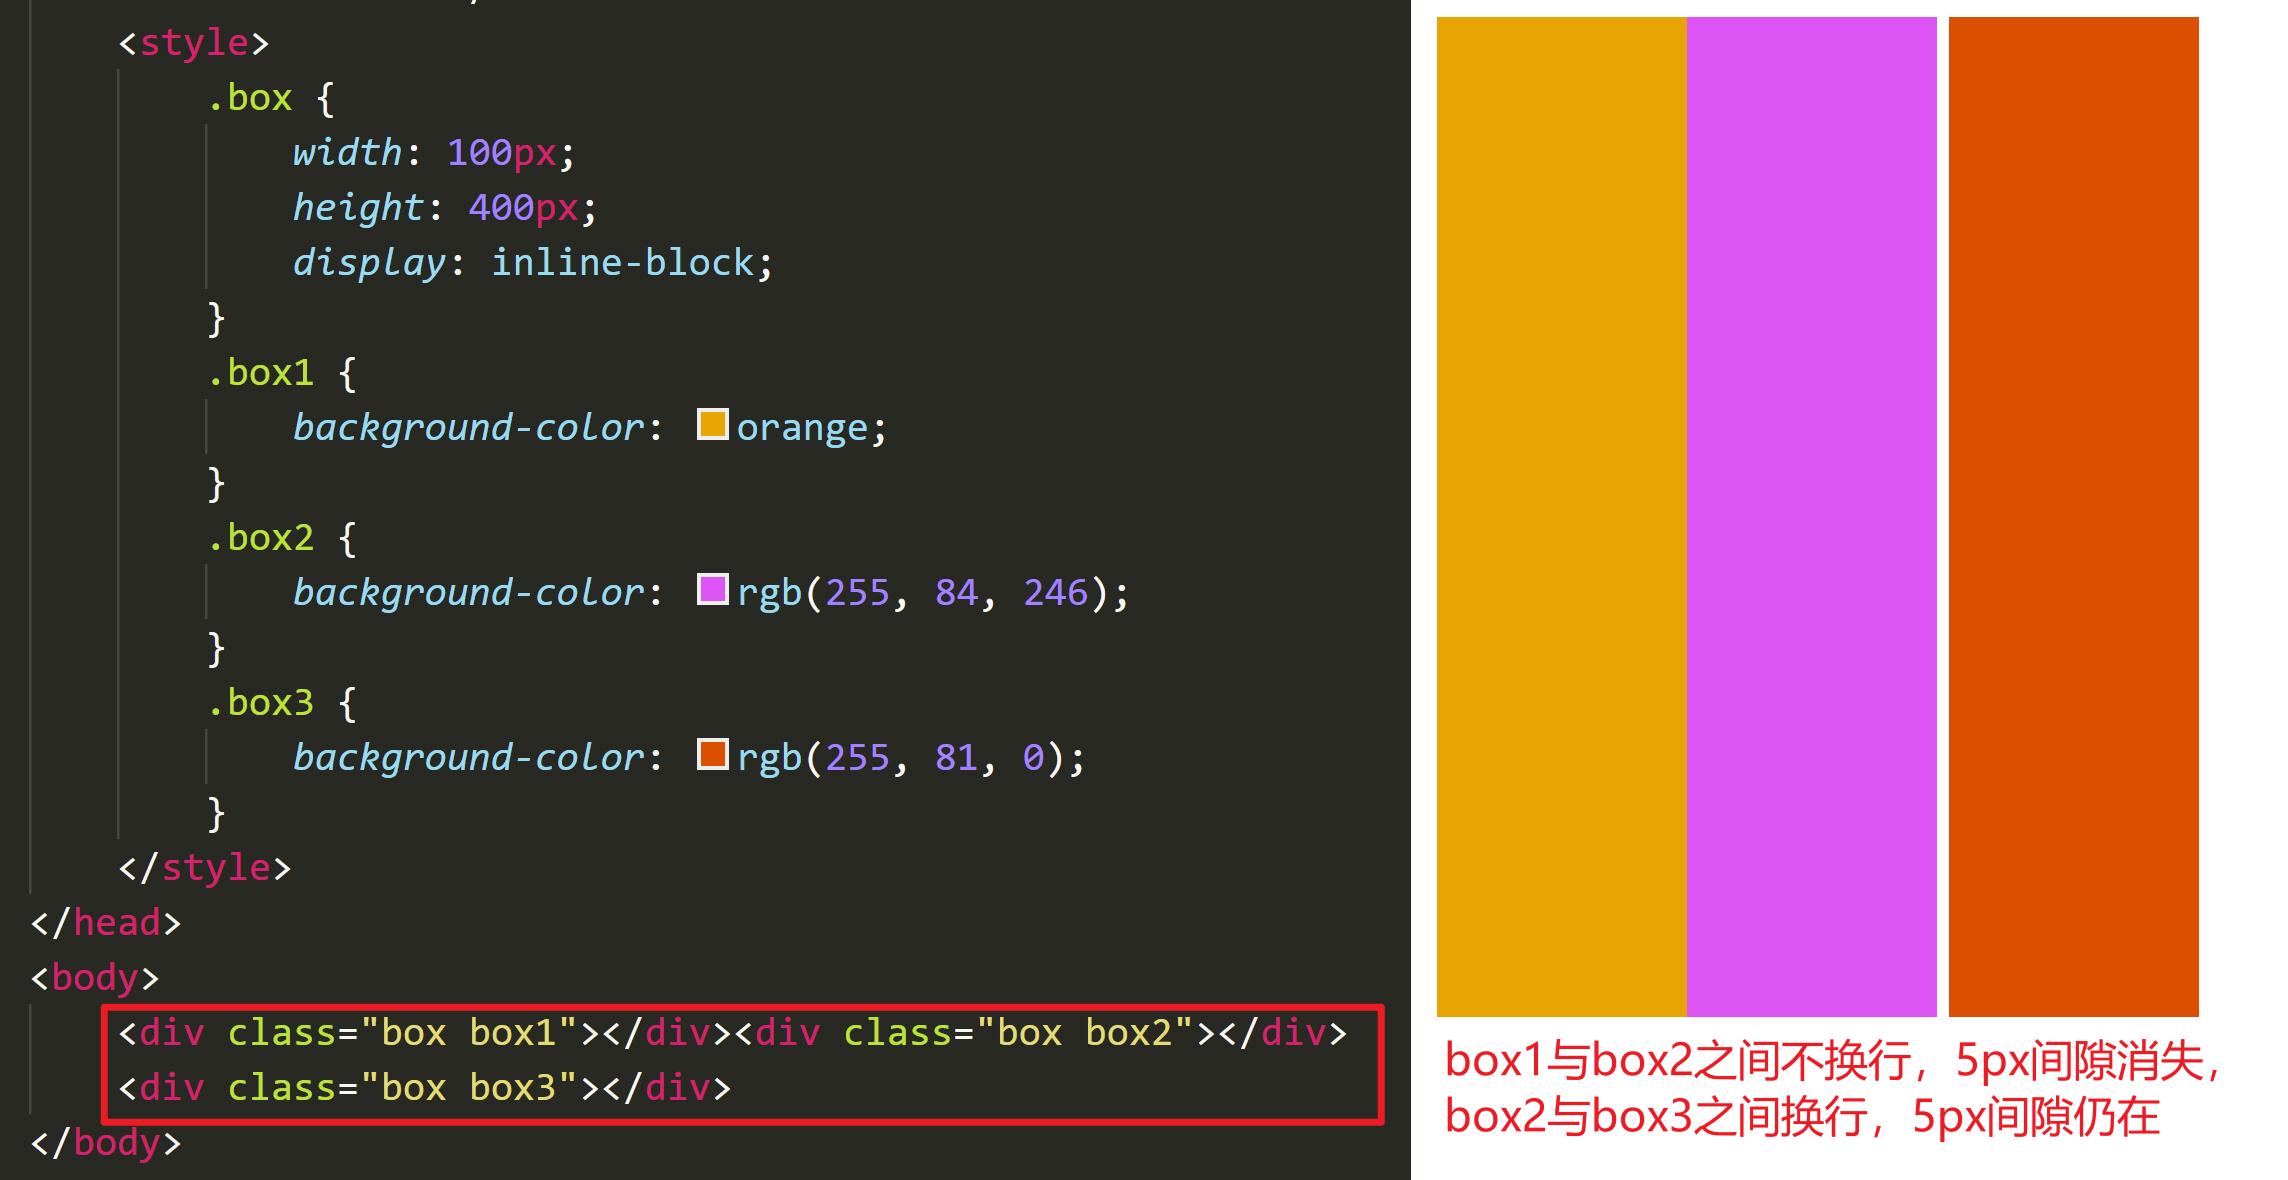 <style>
.box {
width: 100px;
height: 400px;
display: inline-block;
}
.box1 {
background-color: orange;
}
.box2 {
background-color: rgb(255, 84, 246);
}
.box3 {
background-color: rgb(255, 81, 0);
}
</style>
</head>
<body>
<div class="box box1"></div><div class="box box2"></div>
<div class="box box3"></div>
</body>
box1与box2之间不换行，5px间隙消失，
box2与box3之间换行，5px间隙仍在